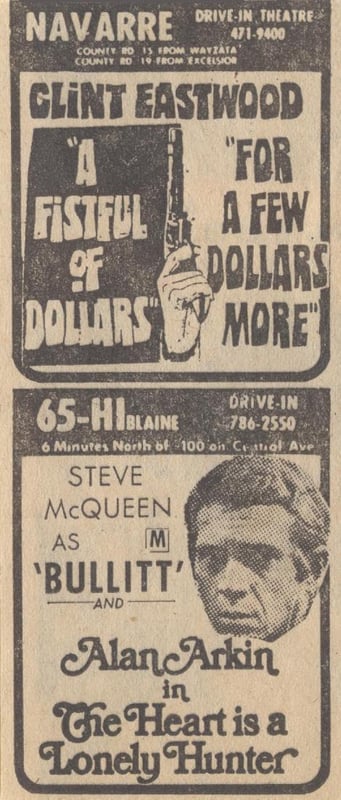 NAVARRE DRIVE-IN THEATRE
471-9400
COUNTY RD 15 FROM WAYZATA
COUNTY RD 19 FROM EXCELSIOR
CLINT EASTWOOD
"A
FISTFUL
OF
DOLLARS"
"FOR
A FEW
DOLLARS
MORE"
65-HI BLAINE DRIVE-IN
786-2550
6 Minutes North of -100 on Central Ave
STEVE
McQUEEN
AS M
'BULLITT'
AND
Alan Arkin
in
The Heart is a
Lonely Hunter